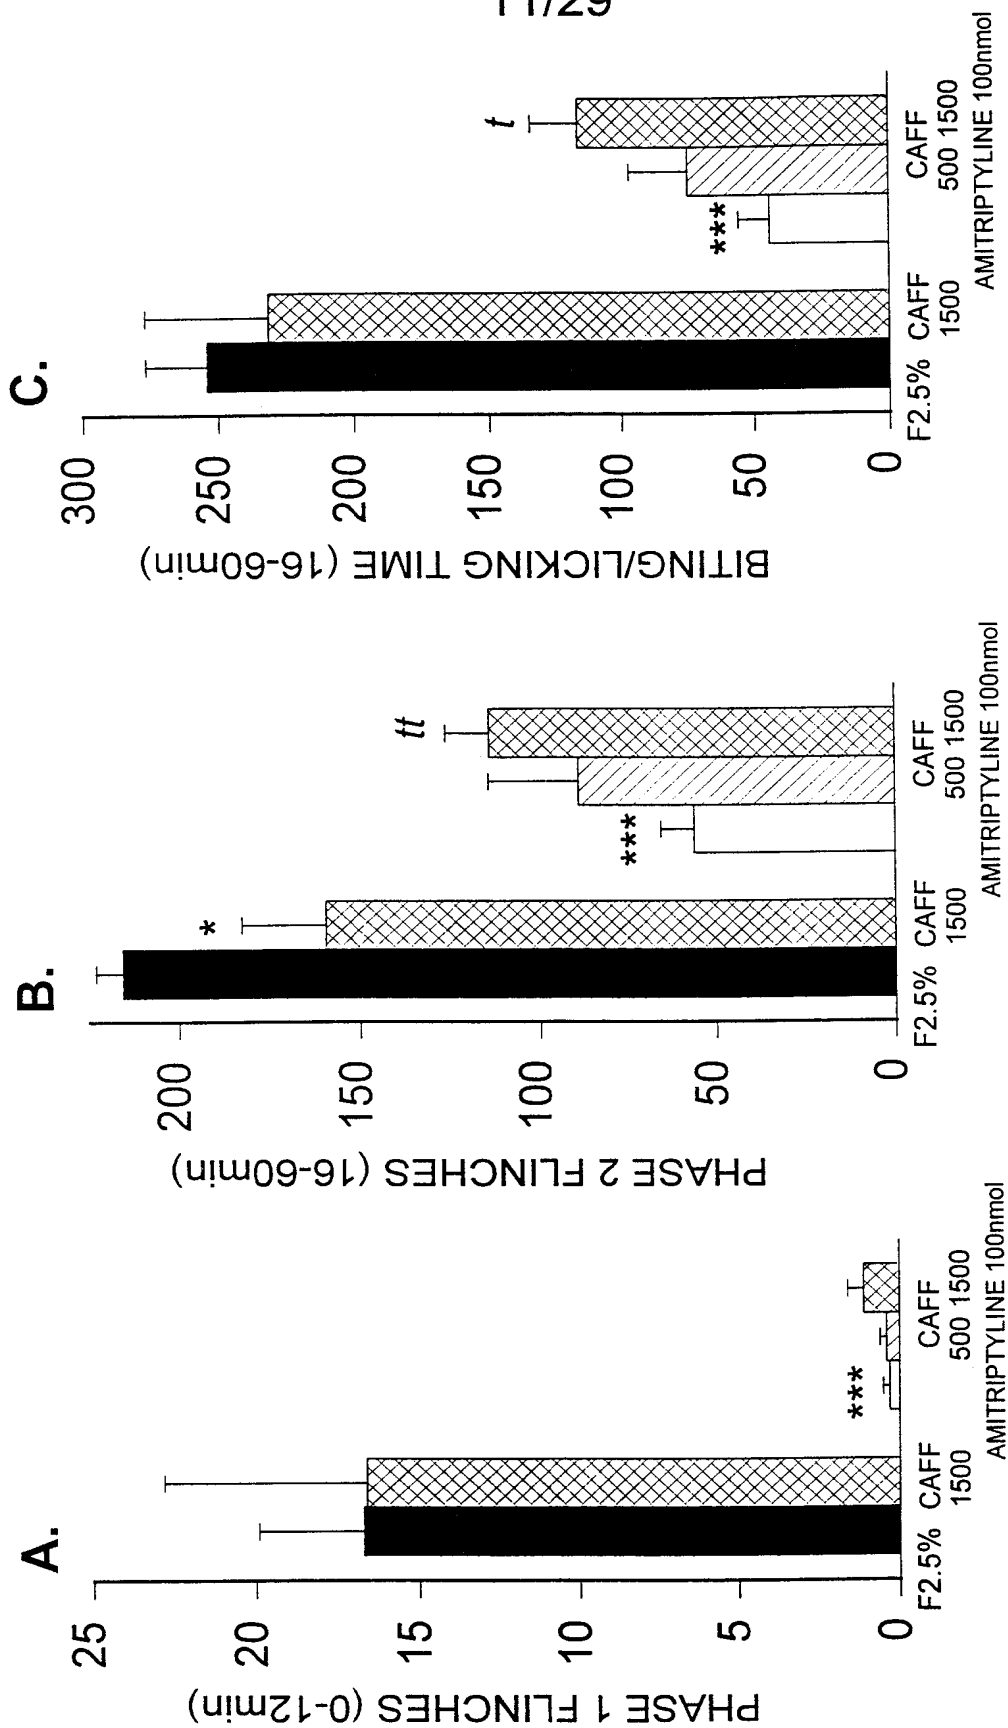 11/29
A.
PHASE 1 FLINCHES (0-12min)
25
20
15
10
5
0
F2.5% CAFF CAFF
1500 500 1500
AMITRIPTYLINE 100nmol
***
B.
PHASE 2 FLINCHES (16-60min)
200
150
100
50
0
F2.5% CAFF CAFF
1500 500 1500
AMITRIPTYLINE 100nmol
*
***
tt
C.
BITING/LICKING TIME (16-60min)
300
250
200
150
100
50
0
F2.5% CAFF CAFF
1500 500 1500
AMITRIPTYLINE 100nmol
***
t